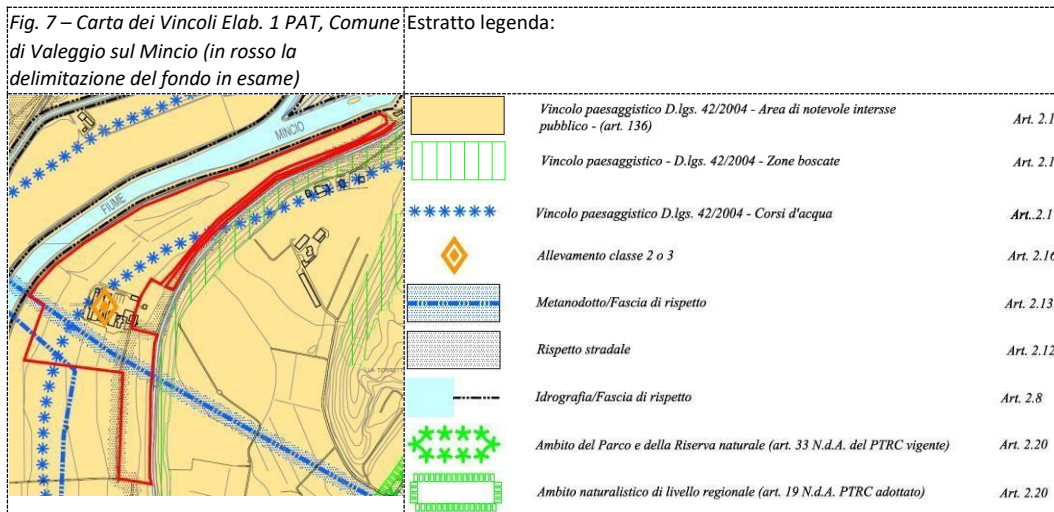 Fig. 7 – Carta dei Vincoli Elab. 1 PAT, Comune
di Valeggio sul Mincio (in rosso la
delimitazione del fondo in esame)
Estratto legenda:
MINCIO
FIUME
Vincolo paesaggistico D.lgs. 42/2004 - Area di notevole intersse
pubblico - (art. 136)
Art. 2.1
Vincolo paesaggistico - D.lgs. 42/2004 - Zone boscate
Art. 2.1
Vincolo paesaggistico D.lgs. 42/2004 - Corsi d'acqua
Art..2.1
Allevamento classe 2 o 3
Art. 2.16
Metanodotto/Fascia di rispetto
Art. 2.13
Rispetto stradale
Art. 2.12
Idrografia/Fascia di rispetto
Art. 2.8
Ambito del Parco e della Riserva naturale (art. 33 N.d.A. del PTRC vigente)
Art. 2.20
Ambito naturalistico di livello regionale (art. 19 N.d.A. PTRC adottato)
Art. 2.20